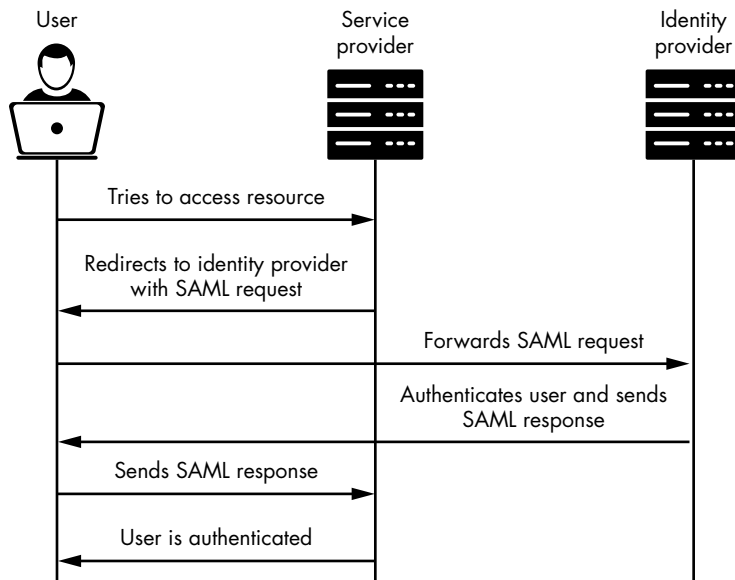 User
Service
provider
Identity
provider
Tries to access resource
Redirects to identity provider
with SAML request
Forwards SAML request
Authenticates user and sends
SAML response
Sends SAML response
User is authenticated